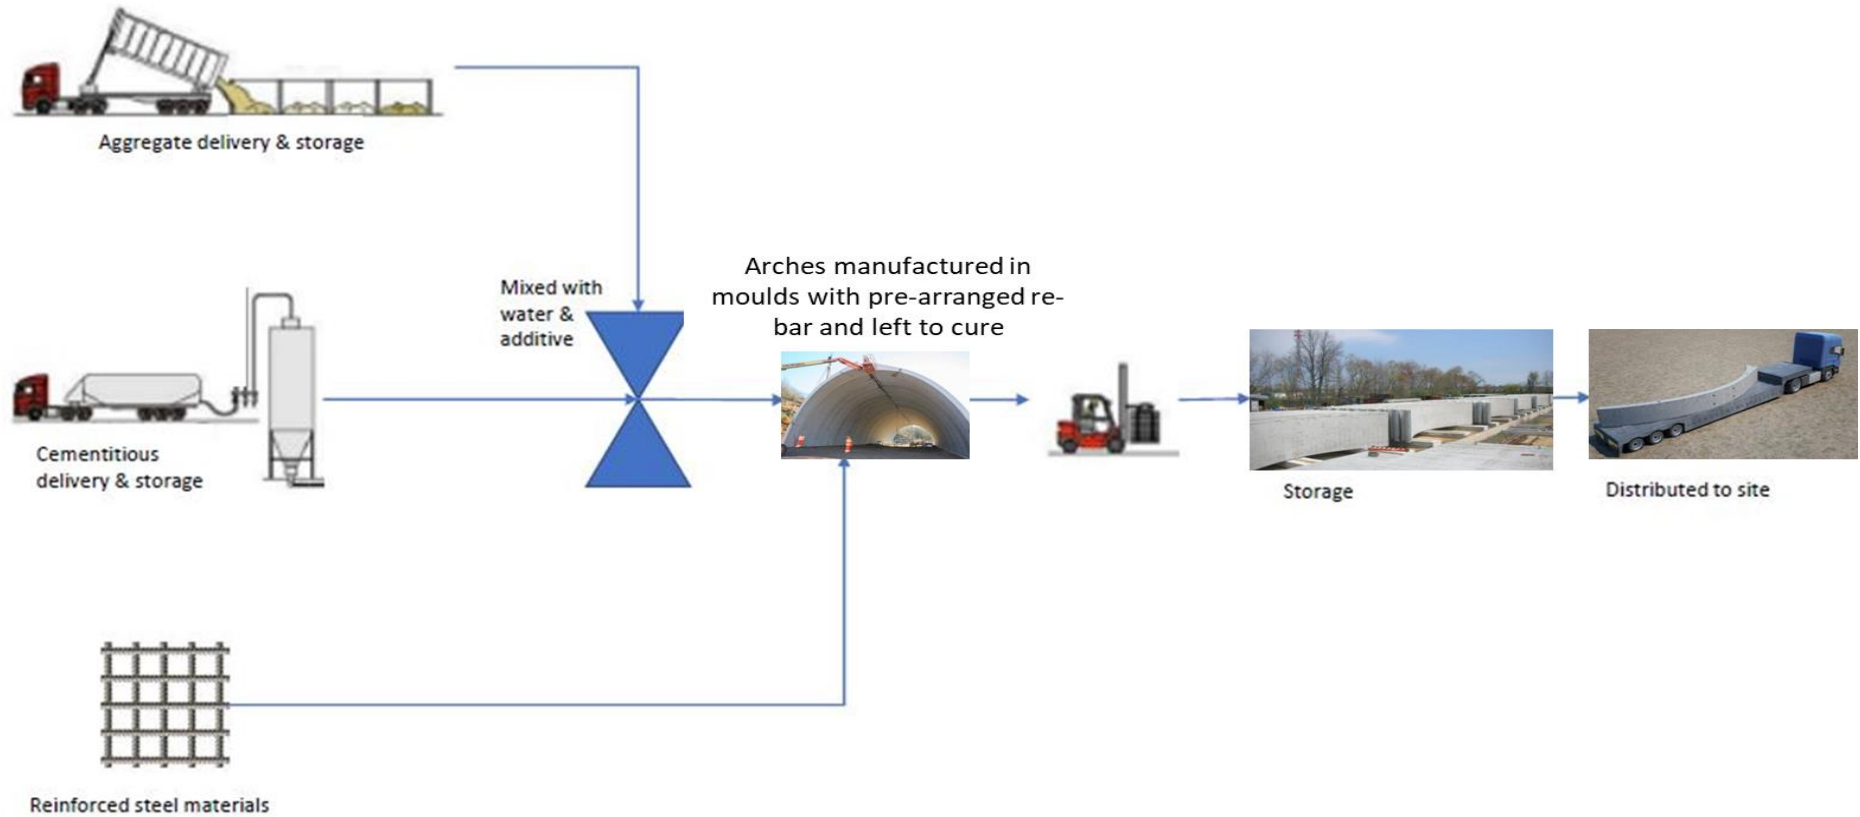 Aggregate delivery & storage
Mixed with
water &
additive
Arches manufactured in
moulds with pre-arranged re-
bar and left to cure
Cementitious
delivery & storage
Storage
Distributed to site
Reinforced steel materials